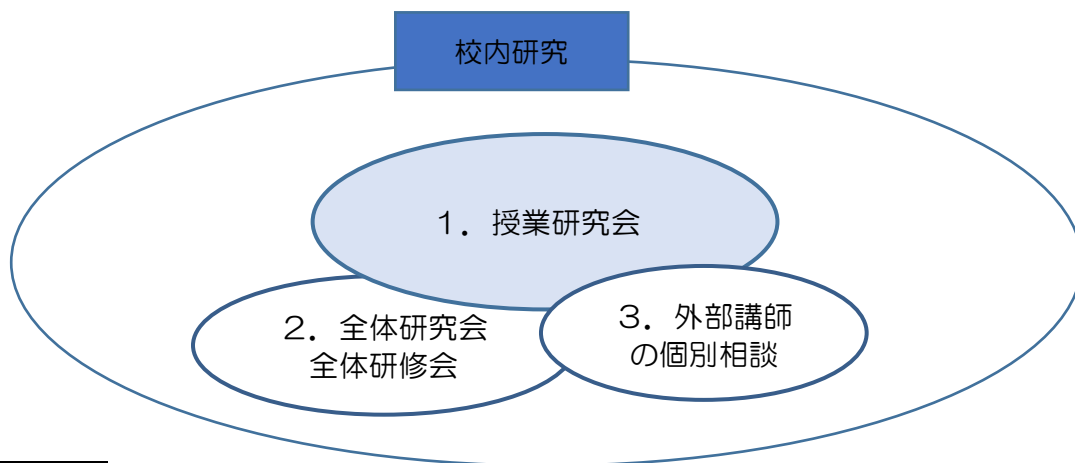 校内研究
１．授業研究会
２．全体研究会
全体研修会
３．外部講師
の個別相談